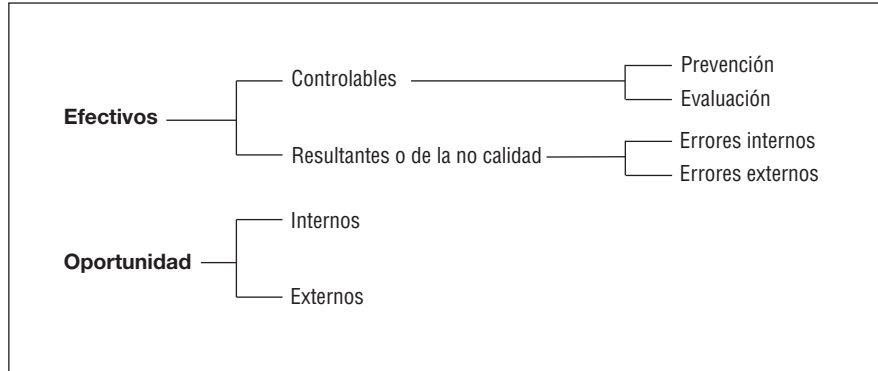 Controlables
Prevención
Evaluación
Efectivos
Resultantes o de la no calidad
Errores internos
Errores externos
Internos
Oportunidad
Externos